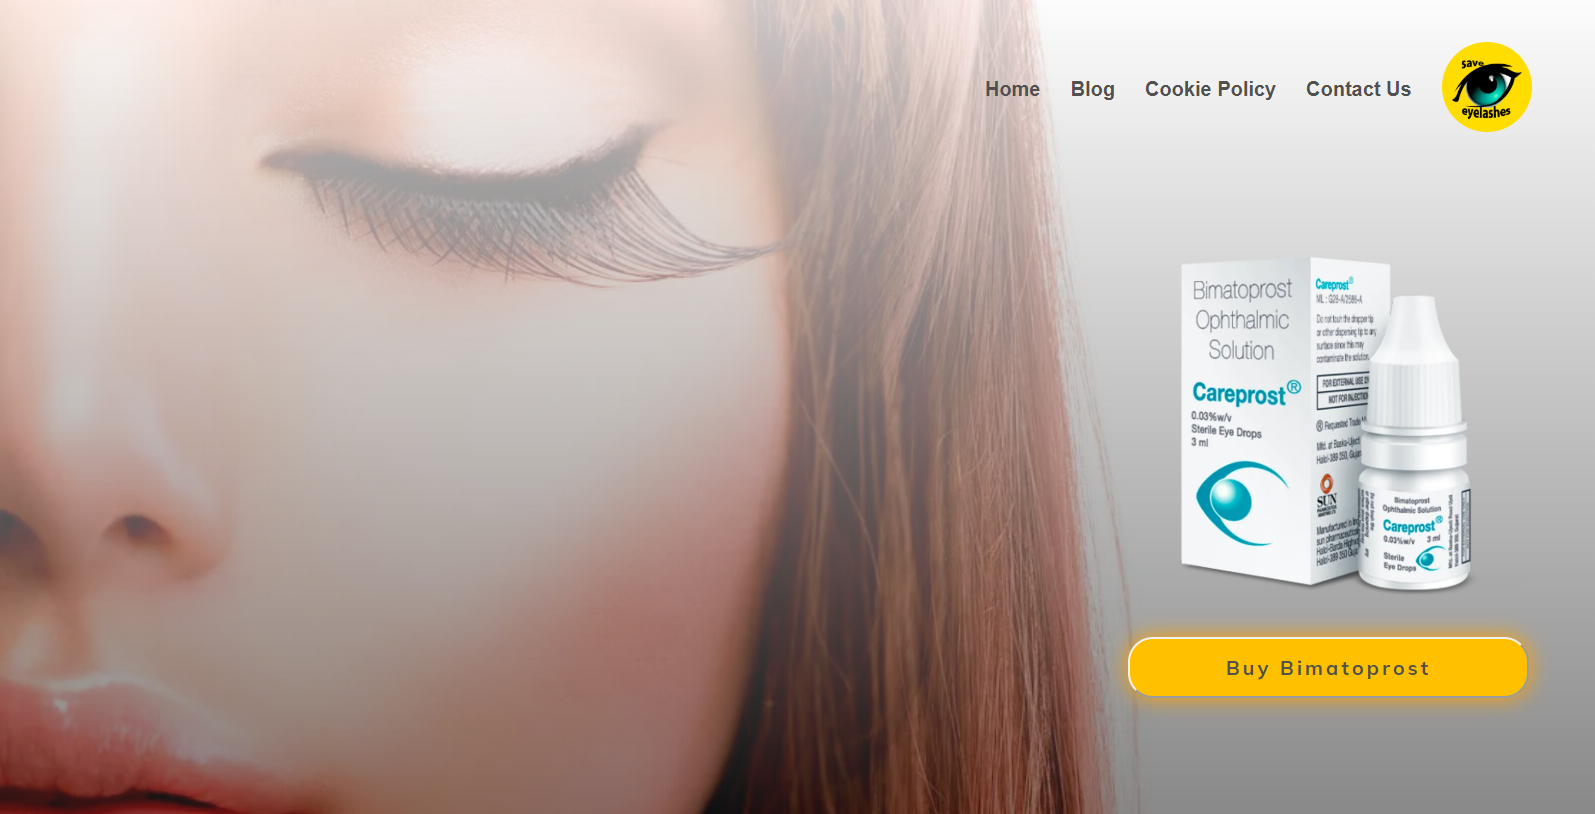 Home Blog Cookie Policy Contact Us
save
eyelashes
Bimatoprost
Ophthalmic
Solution
Careprost®
0.03%w/v
Sterile Eye Drops
3 ml
Careprost®
Do not touch the dropper tip
or other dispensing tip to any
surface since this may
contaminate the solution.
FOR EXTERNAL USE
NOT FOR INJECTION
SUN
Bimatoprost
Ophthalmic Solution
Careprost®
0.03%w/v 3 ml
Sterile
Eye Drops
Buy Bimatoprost